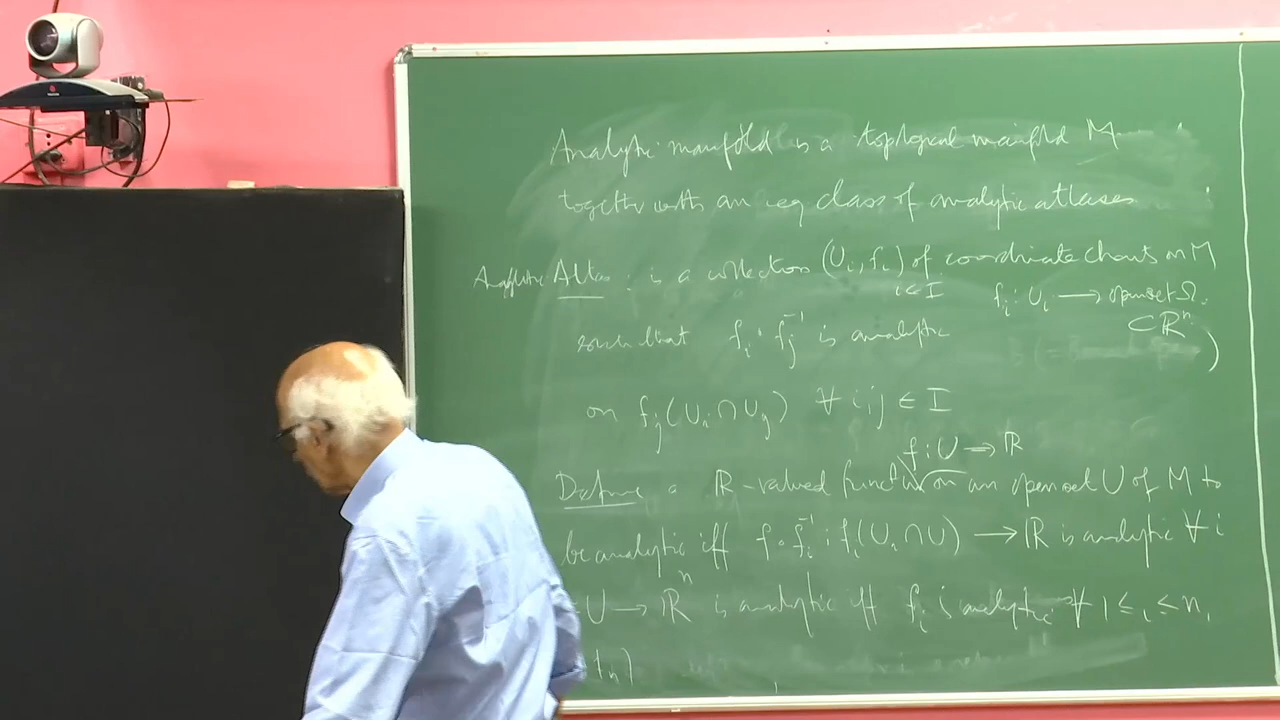 Analytic manifold is a topological manifold M
together with an eq class of analytic atlases
Analytic Atlas : is a collection (Uᵢ, fᵢ) of coordinate charts on M
i ∈ I fᵢ : Uᵢ → open set Ωᵢ
⊂ ℝⁿ )
such that fᵢ ∘ fⱼ⁻¹ is analytic
on fⱼ(Uᵢ ∩ Uⱼ) ∀ i, j ∈ I
f : U → ℝ
Define a ℝ-valued function on an open set U of M to
be analytic iff f ∘ fᵢ⁻¹ : fᵢ(Uᵢ ∩ U) → ℝ is analytic ∀ i
U → ℝⁿ is analytic iff fᵢ is analytic ∀ 1 ≤ i ≤ n,
fₙ)